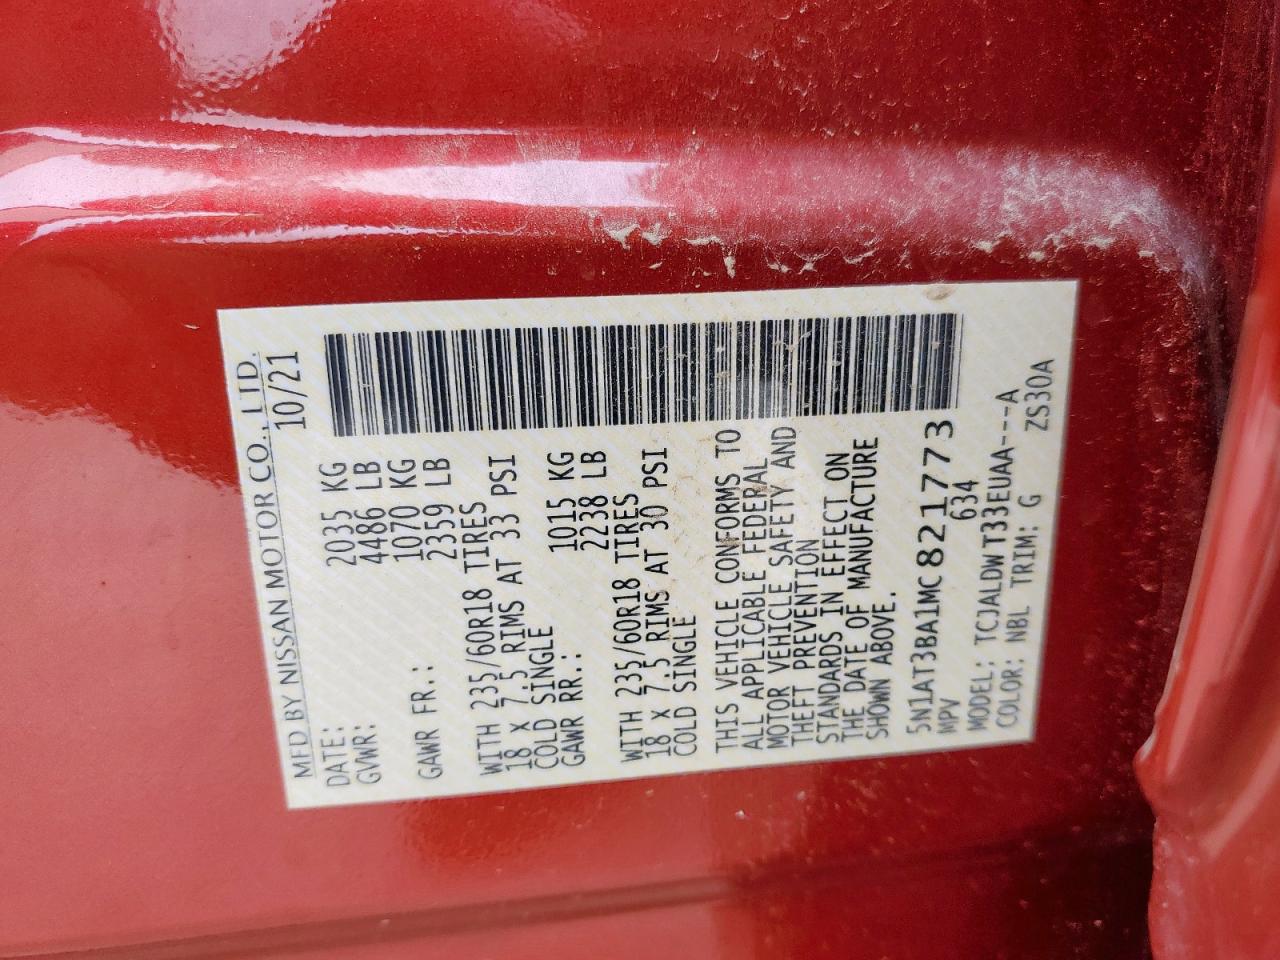 MFD BY NISSAN MOTOR CO., LTD.
DATE: 10/21
GVWR: 2035 KG
4486 LB
GAWR FR.: 1070 KG
2359 LB
WITH 235/60R18 TIRES
18 X 7.5 RIMS AT 33 PSI
COLD SINGLE
GAWR RR.: 1015 KG
2238 LB
WITH 235/60R18 TIRES
18 X 7.5 RIMS AT 30 PSI
COLD SINGLE
THIS VEHICLE CONFORMS TO
ALL APPLICABLE FEDERAL
MOTOR VEHICLE SAFETY AND
THEFT PREVENTION
STANDARDS IN EFFECT ON
THE DATE OF MANUFACTURE
SHOWN ABOVE.
5N1AT3BA1MC821773
MPV 634
MODEL: TCJALDW T33EUAA---A
COLOR: NBL TRIM: G ZS30A